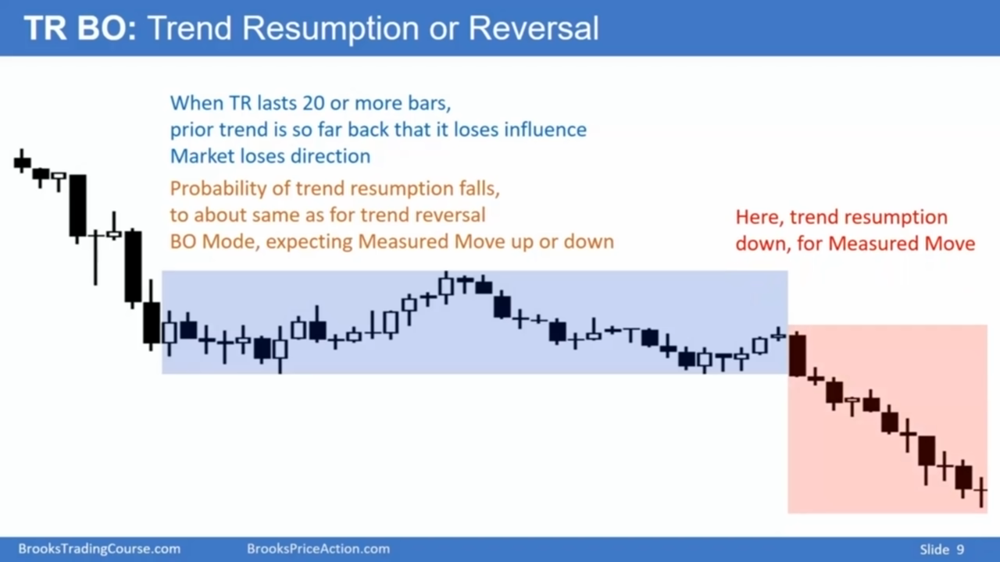 TR BO: Trend Resumption or Reversal
When TR lasts 20 or more bars,
prior trend is so far back that it loses influence
Market loses direction
Probability of trend resumption falls,
to about same as for trend reversal
BO Mode, expecting Measured Move up or down
Here, trend resumption
down, for Measured Move
BrooksTradingCourse.com
BrooksPriceAction.com
Slide 9